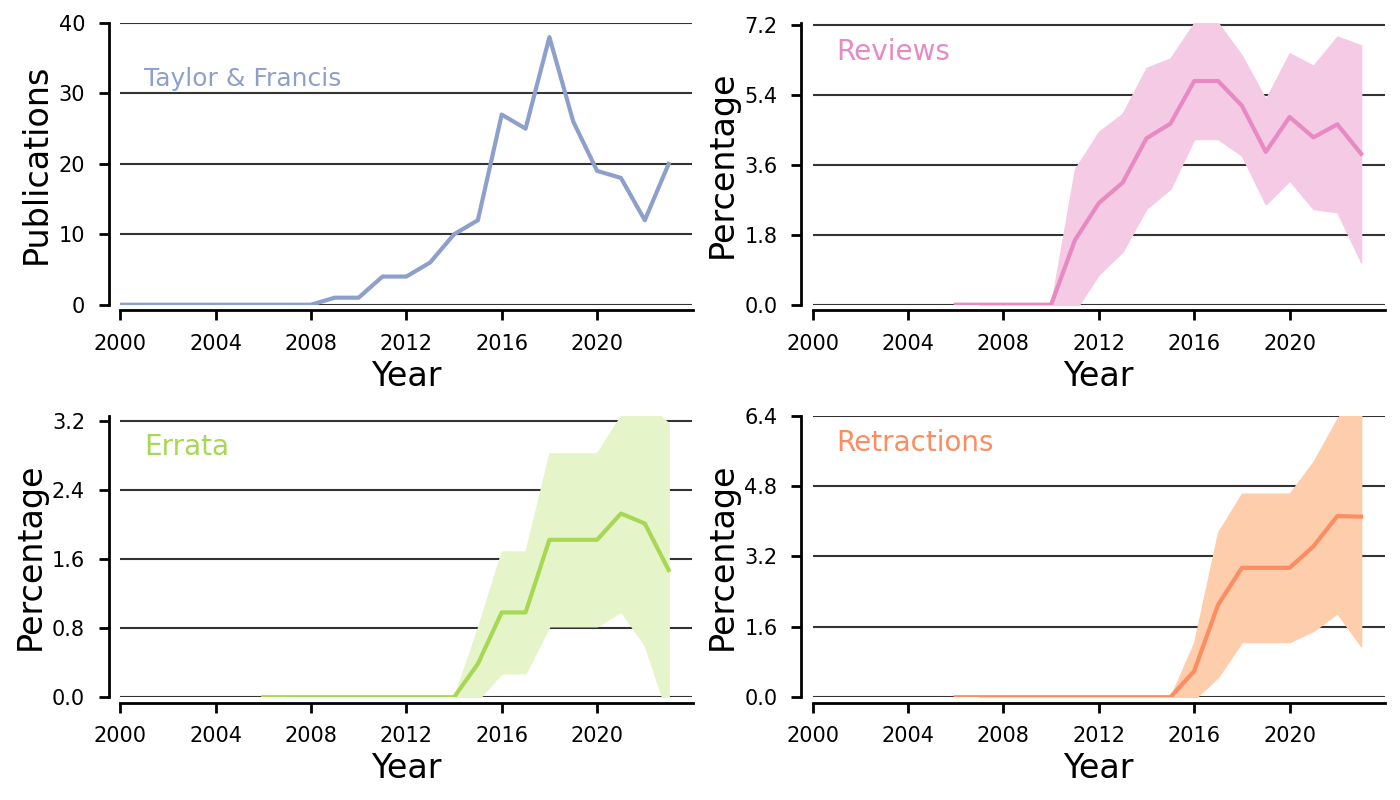 40
30
20
10
0
Publications
Taylor & Francis
2000 2004 2008 2012 2016 2020
Year
7.2
5.4
3.6
1.8
0.0
Percentage
Reviews
2000 2004 2008 2012 2016 2020
Year
3.2
2.4
1.6
0.8
0.0
Percentage
Errata
2000 2004 2008 2012 2016 2020
Year
6.4
4.8
3.2
1.6
0.0
Percentage
Retractions
2000 2004 2008 2012 2016 2020
Year